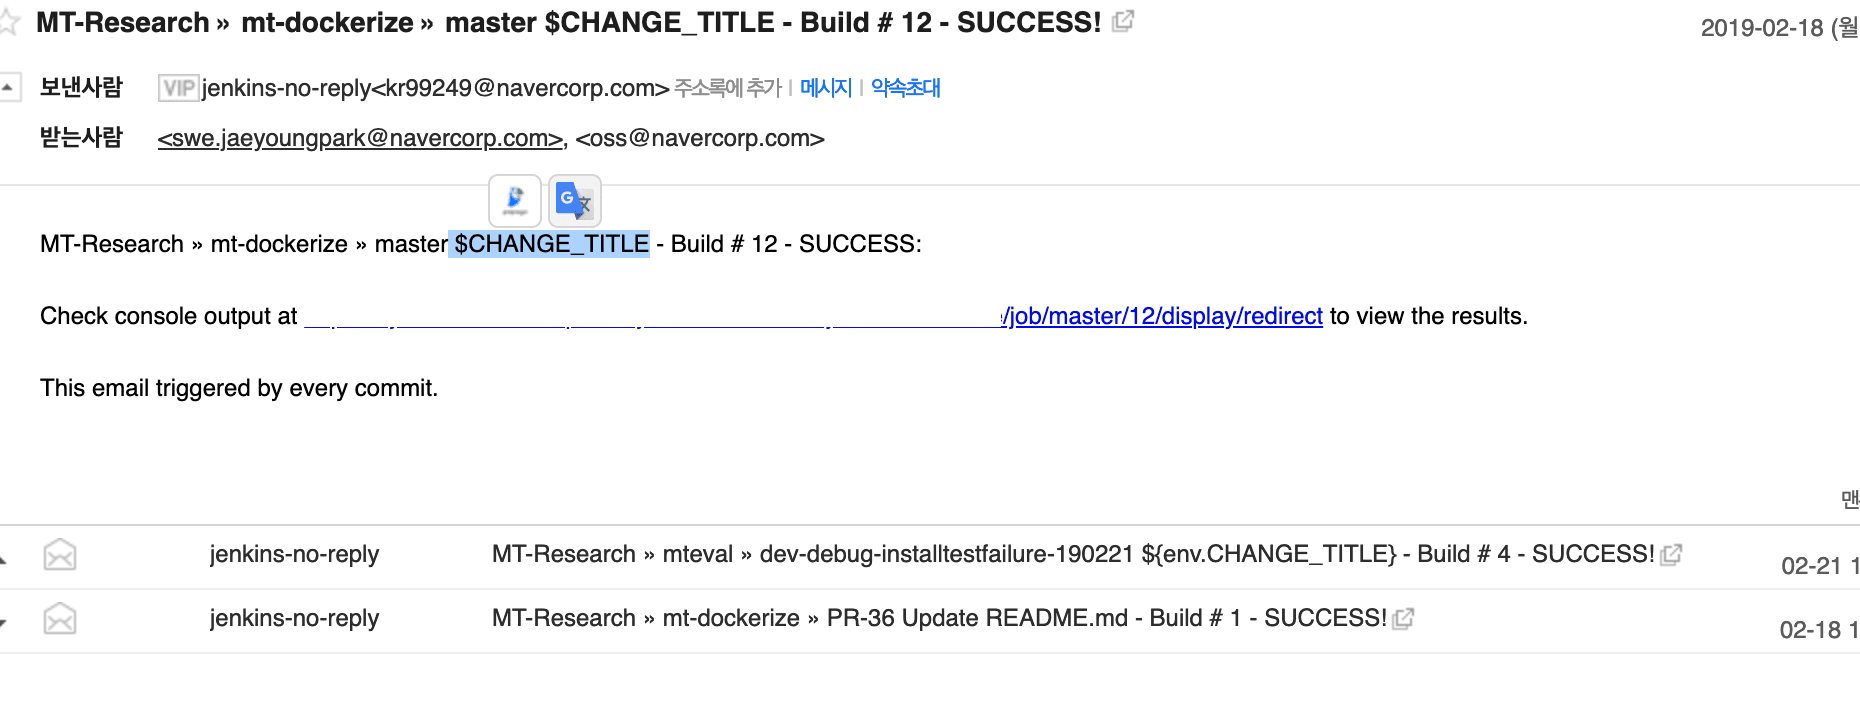 MT-Research » mt-dockerize » master $CHANGE_TITLE - Build # 12 - SUCCESS!
2019-02-18 (월
보낸사람 VIP jenkins-no-reply<kr99249@navercorp.com> 주소록에 추가 | 메시지 | 약속초대
받는사람 <swe.jaeyoungpark@navercorp.com>, <oss@navercorp.com>
G 文
MT-Research » mt-dockerize » master $CHANGE_TITLE - Build # 12 - SUCCESS:
Check console output at /job/master/12/display/redirect to view the results.
This email triggered by every commit.
맨
jenkins-no-reply MT-Research » mteval » dev-debug-installtestfailure-190221 ${env.CHANGE_TITLE} - Build # 4 - SUCCESS! 02-21 1
jenkins-no-reply MT-Research » mt-dockerize » PR-36 Update README.md - Build # 1 - SUCCESS! 02-18 1